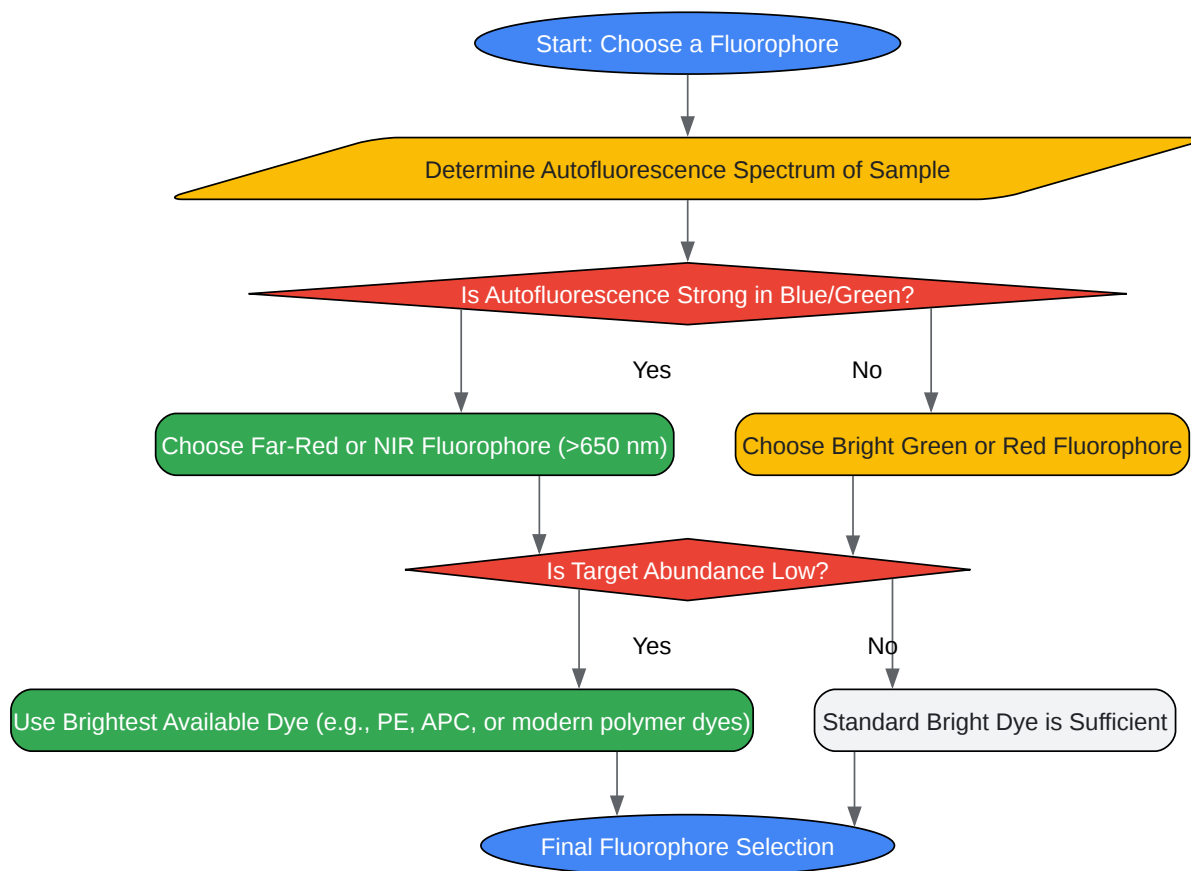 Start: Choose a Fluorophore
Determine Autofluorescence Spectrum of Sample
Is Autofluorescence Strong in Blue/Green?
Yes
No
Choose Far-Red or NIR Fluorophore (>650 nm)
Choose Bright Green or Red Fluorophore
Is Target Abundance Low?
Yes
No
Use Brightest Available Dye (e.g., PE, APC, or modern polymer dyes)
Standard Bright Dye is Sufficient
Final Fluorophore Selection